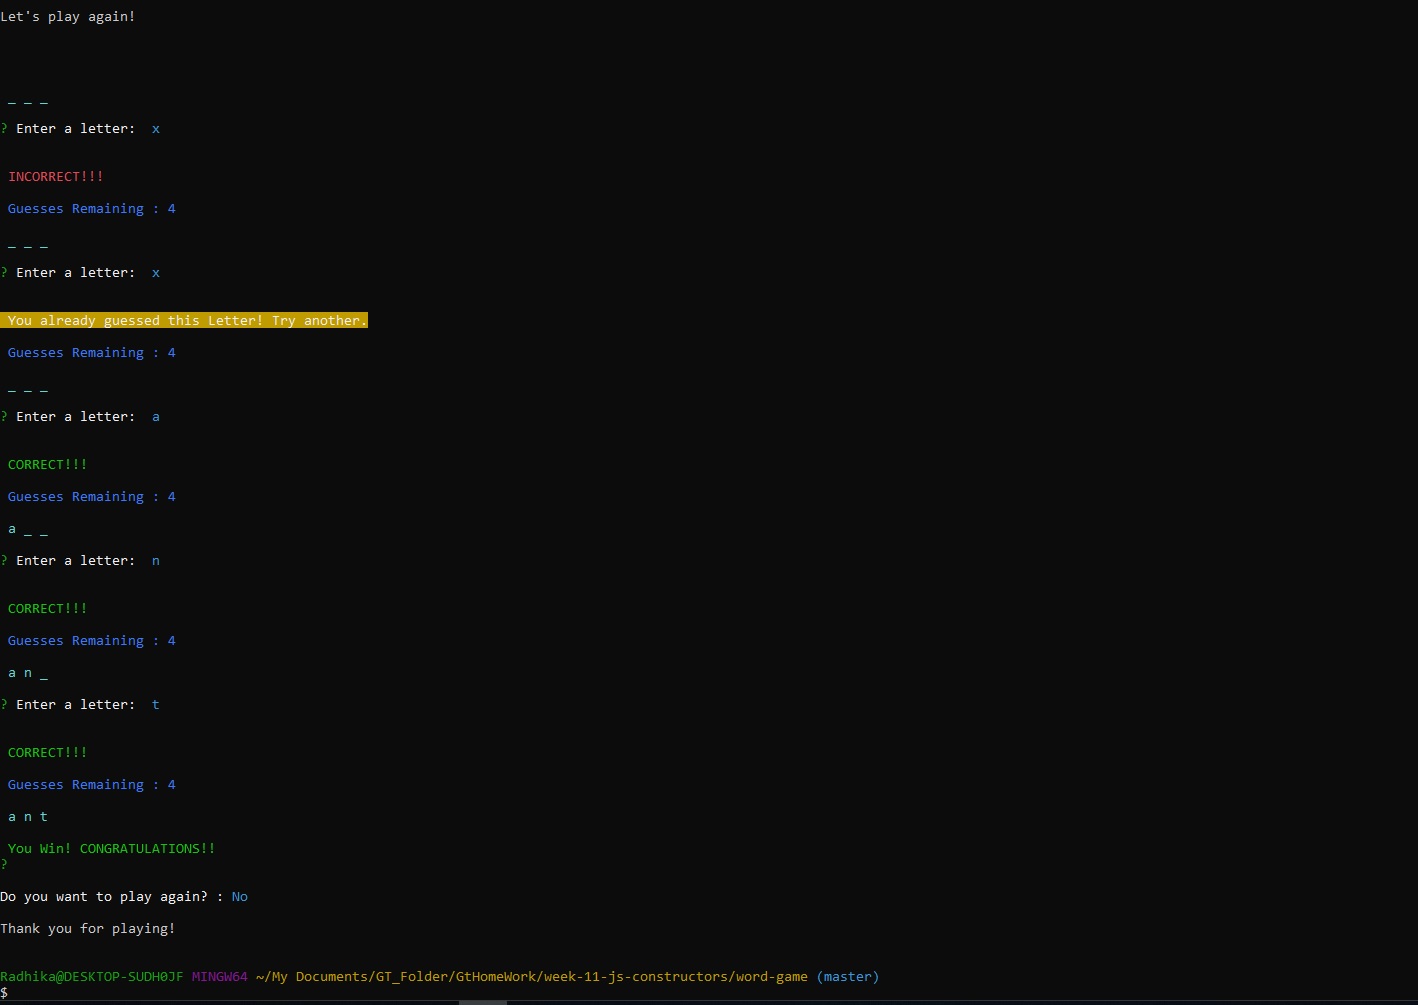 Let's play again!
_ _ _
? Enter a letter:  x
INCORRECT!!!
Guesses Remaining : 4
_ _ _
? Enter a letter:  x
You already guessed this Letter! Try another.
Guesses Remaining : 4
_ _ _
? Enter a letter:  a
CORRECT!!!
Guesses Remaining : 4
a _ _
? Enter a letter:  n
CORRECT!!!
Guesses Remaining : 4
a n _
? Enter a letter:  t
CORRECT!!!
Guesses Remaining : 4
a n t
You Win! CONGRATULATIONS!!
?
Do you want to play again? : No
Thank you for playing!
Radhika@DESKTOP-SUDH0JF MINGW64 ~/My Documents/GT_Folder/GtHomeWork/week-11-js-constructors/word-game (master)
$